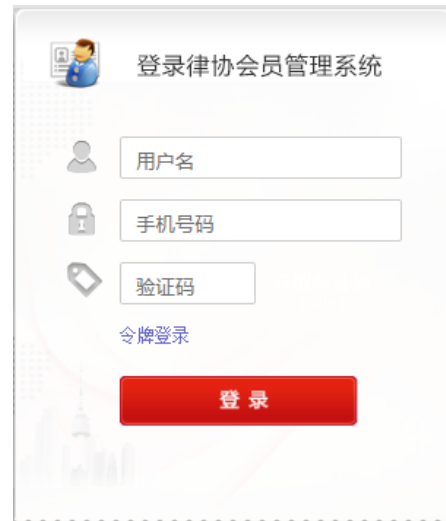 登录律协会员管理系统
用户名
手机号码
验证码
令牌登录
登 录